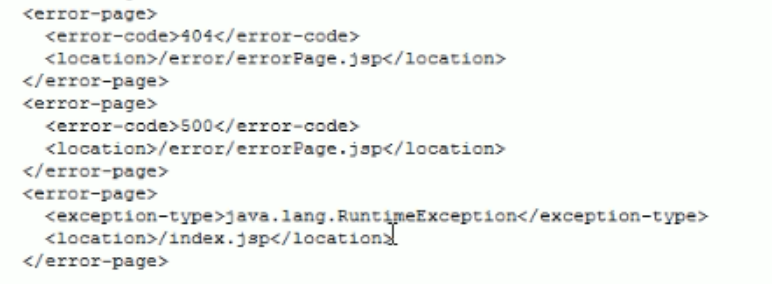 <error-page>
<error-code>404</error-code>
<location>/error/errorPage.jsp</location>
</error-page>
<error-page>
<error-code>500</error-code>
<location>/error/errorPage.jsp</location>
</error-page>
<error-page>
<exception-type>java.lang.RuntimeException</exception-type>
<location>/index.jsp</location>
</error-page>